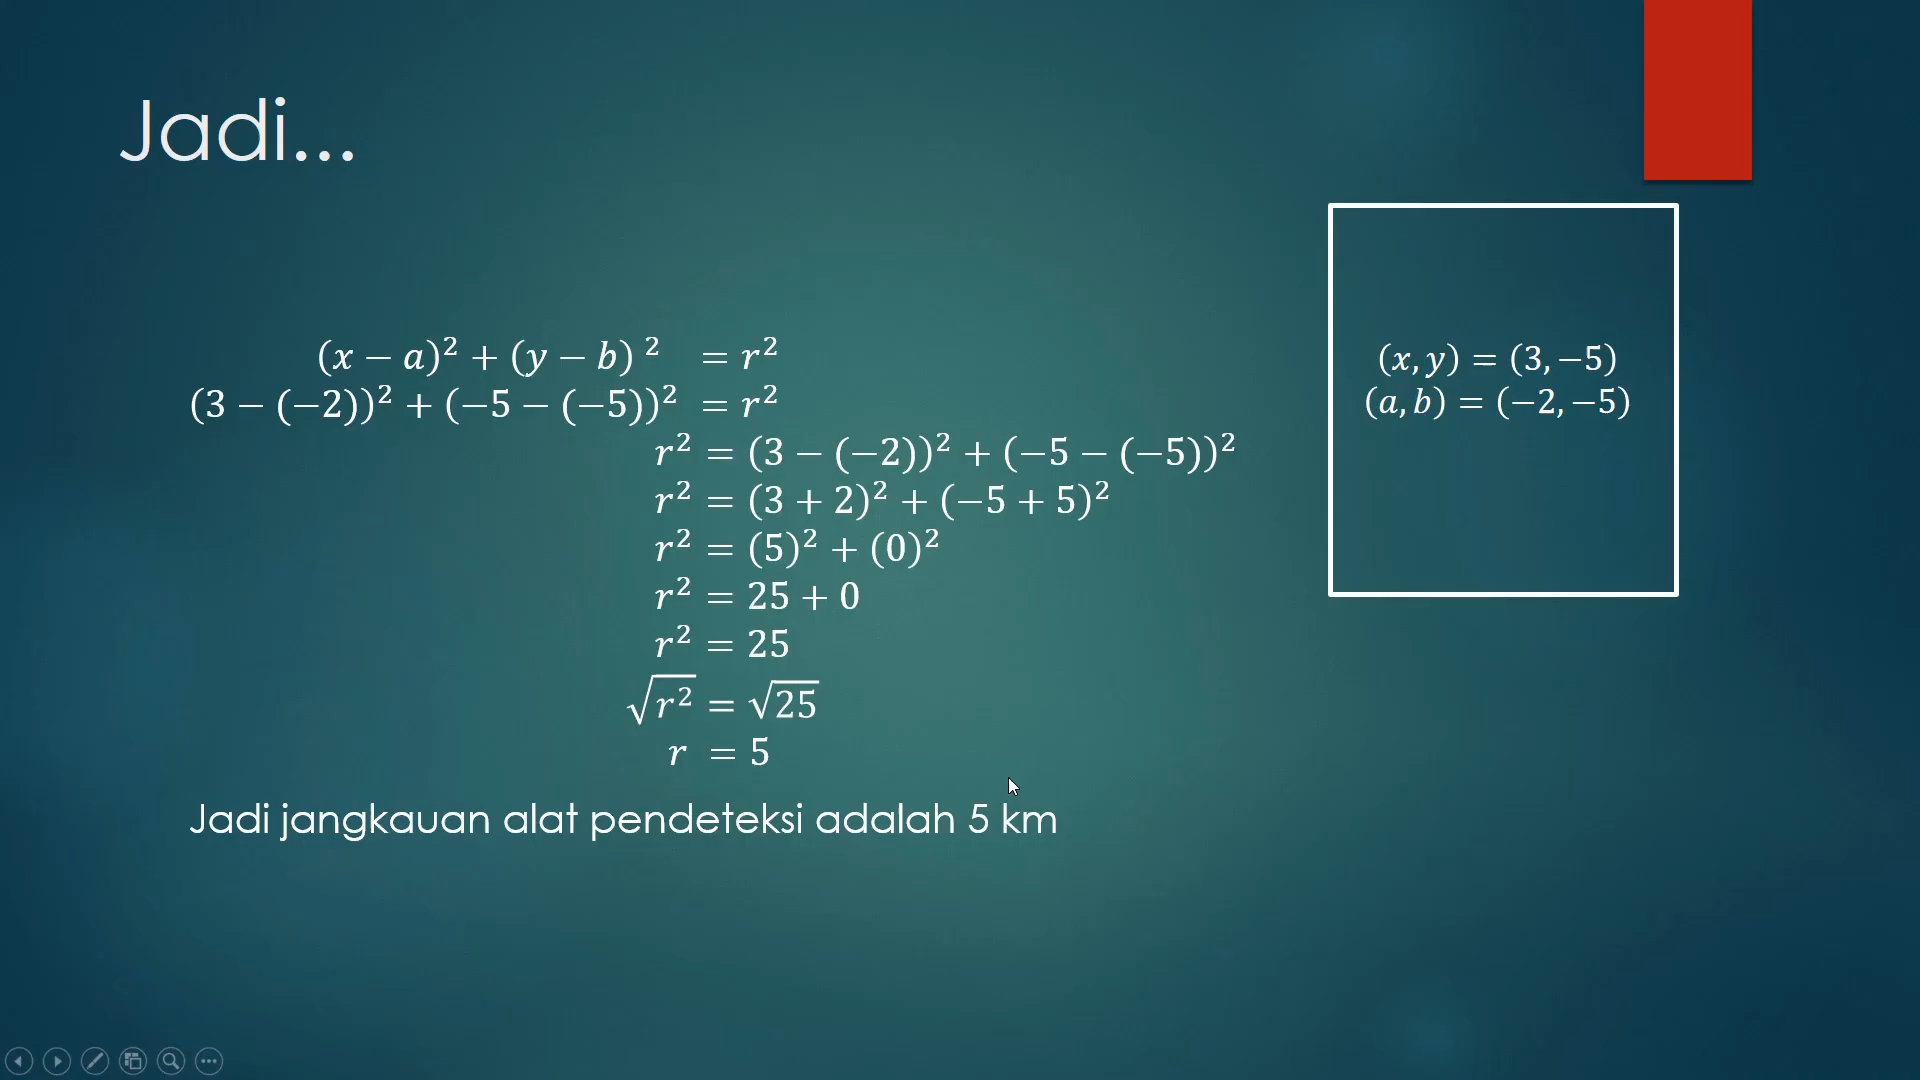 Jadi...
(x − a)² + (y − b) ² = r²
(3 − (−2))² + (−5 − (−5))² = r²
r² = (3 − (−2))² + (−5 − (−5))²
r² = (3 + 2)² + (−5 + 5)²
r² = (5)² + (0)²
r² = 25 + 0
r² = 25
√r² = √25
r = 5
Jadi jangkauan alat pendeteksi adalah 5 km
(x, y) = (3, −5)
(a, b) = (−2, −5)